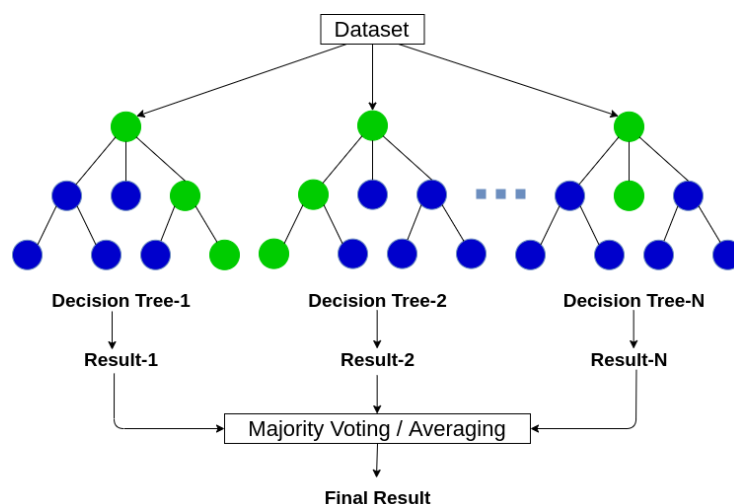 Dataset
Decision Tree-1
Decision Tree-2
Decision Tree-N
Result-1
Result-2
Result-N
Majority Voting / Averaging
Final Result